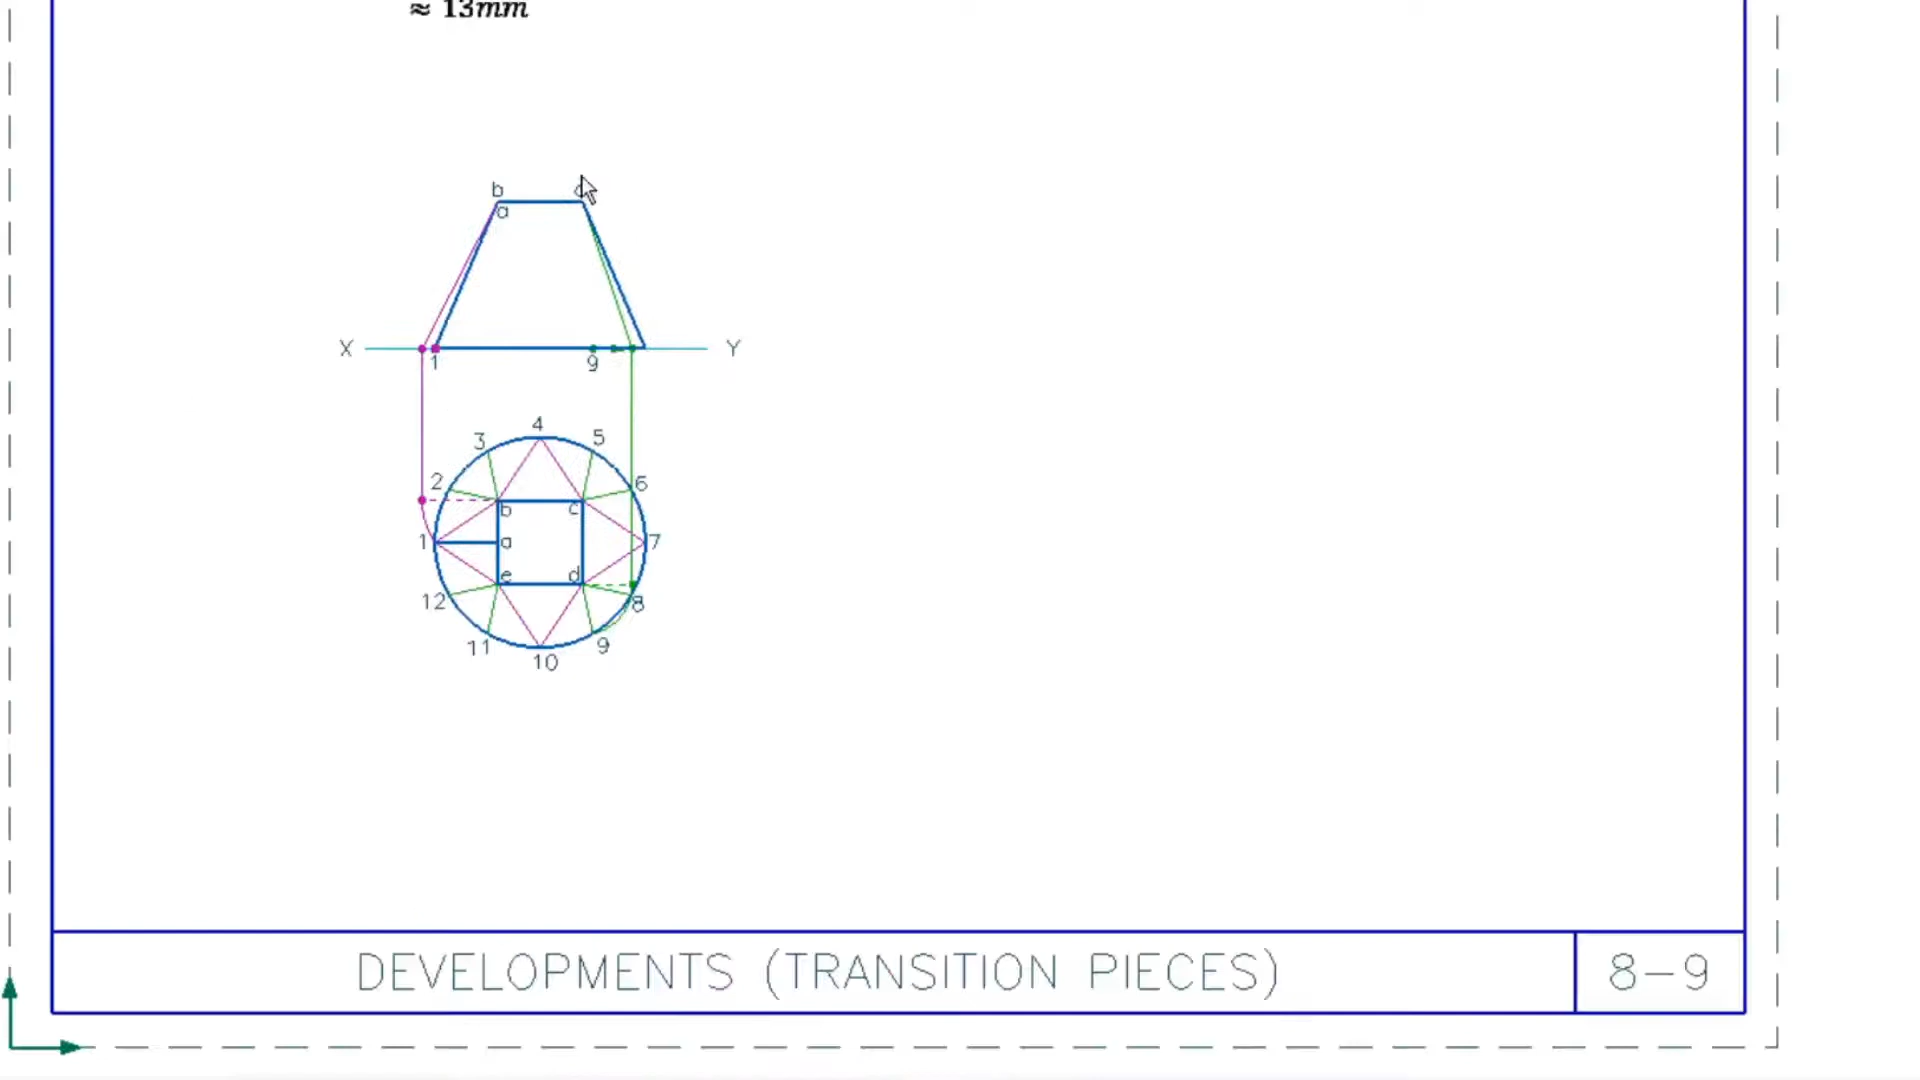 ≈ 13mm
b
a
X
1
9
Y
4
3
5
2
6
b
c
1
a
7
e
d
12
8
11
9
10
DEVELOPMENTS (TRANSITION PIECES)
8-9